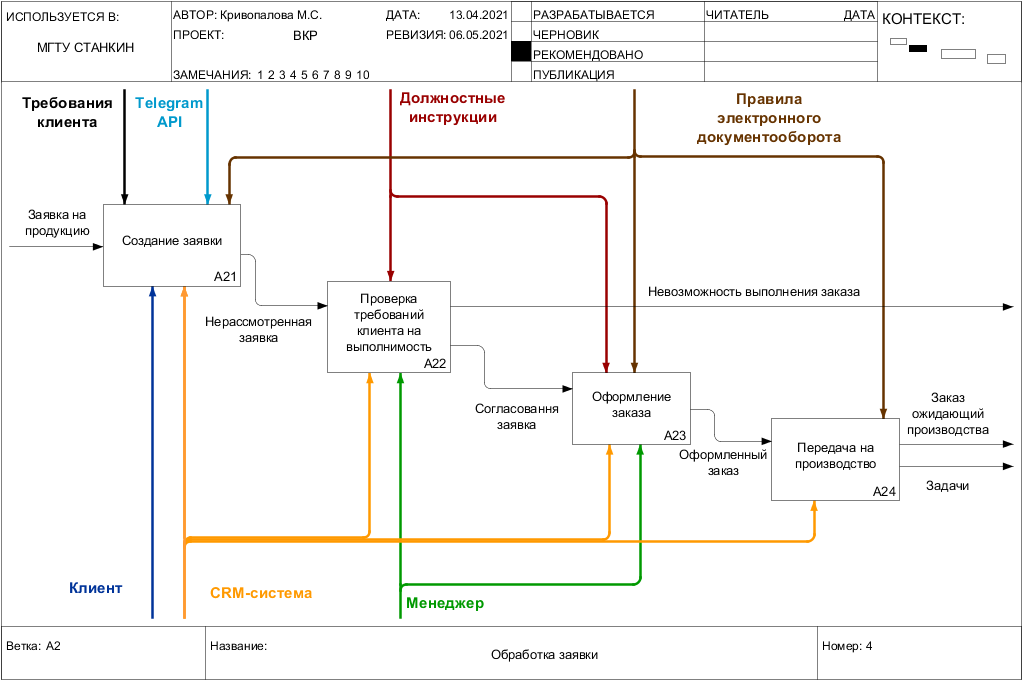 ИСПОЛЬЗУЕТСЯ В:
МГТУ СТАНКИН
АВТОР: Кривопалова М.С.
ДАТА: 13.04.2021
ПРОЕКТ: ВКР
РЕВИЗИЯ: 06.05.2021
ЗАМЕЧАНИЯ: 1 2 3 4 5 6 7 8 9 10
РАЗРАБАТЫВАЕТСЯ
ЧЕРНОВИК
РЕКОМЕНДОВАНО
ПУБЛИКАЦИЯ
ЧИТАТЕЛЬ ДАТА
КОНТЕКСТ:
Требования
клиента
Telegram
API
Должностные
инструкции
Правила
электронного
документооборота
Заявка на
продукцию
Создание заявки
A21
Нерассмотренная
заявка
Проверка
требований
клиента на
выполнимость
A22
Невозможность выполнения заказа
Согласовання
заявка
Оформление
заказа
A23
Оформленный
заказ
Передача на
производство
A24
Заказ
ожидающий
производства
Задачи
Клиент
CRM-система
Менеджер
Ветка: A2
Название:
Обработка заявки
Номер: 4